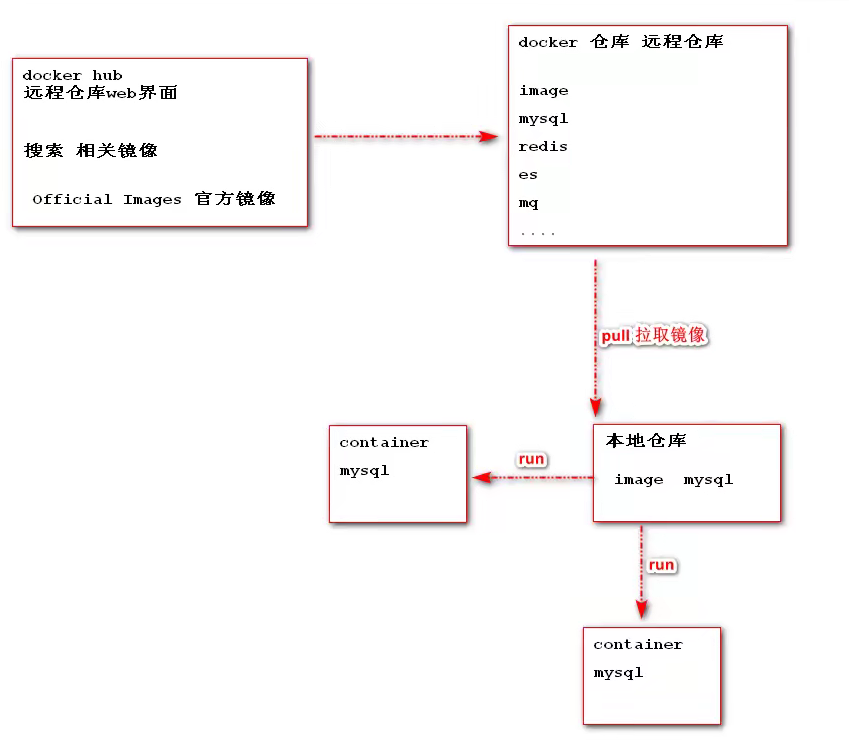 docker hub
远程仓库web界面
搜索 相关镜像
Official Images 官方镜像
docker 仓库 远程仓库
image
mysql
redis
es
mq
....
pull 拉取镜像
本地仓库
image mysql
run
container
mysql
run
container
mysql